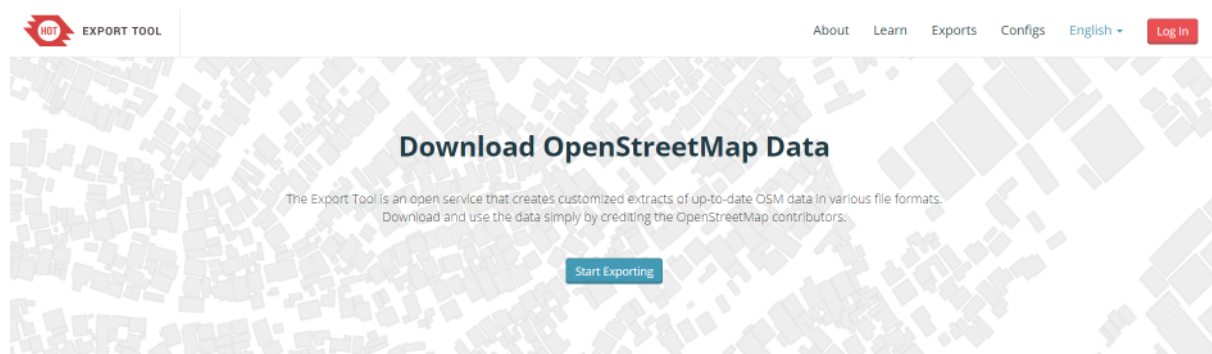 HOT EXPORT TOOL About Learn Exports Configs English Log In
Download OpenStreetMap Data
The Export Tool is an open service that creates customized extracts of up-to-date OSM data in various file formats.
Download and use the data simply by crediting the OpenStreetMap contributors.
Start Exporting